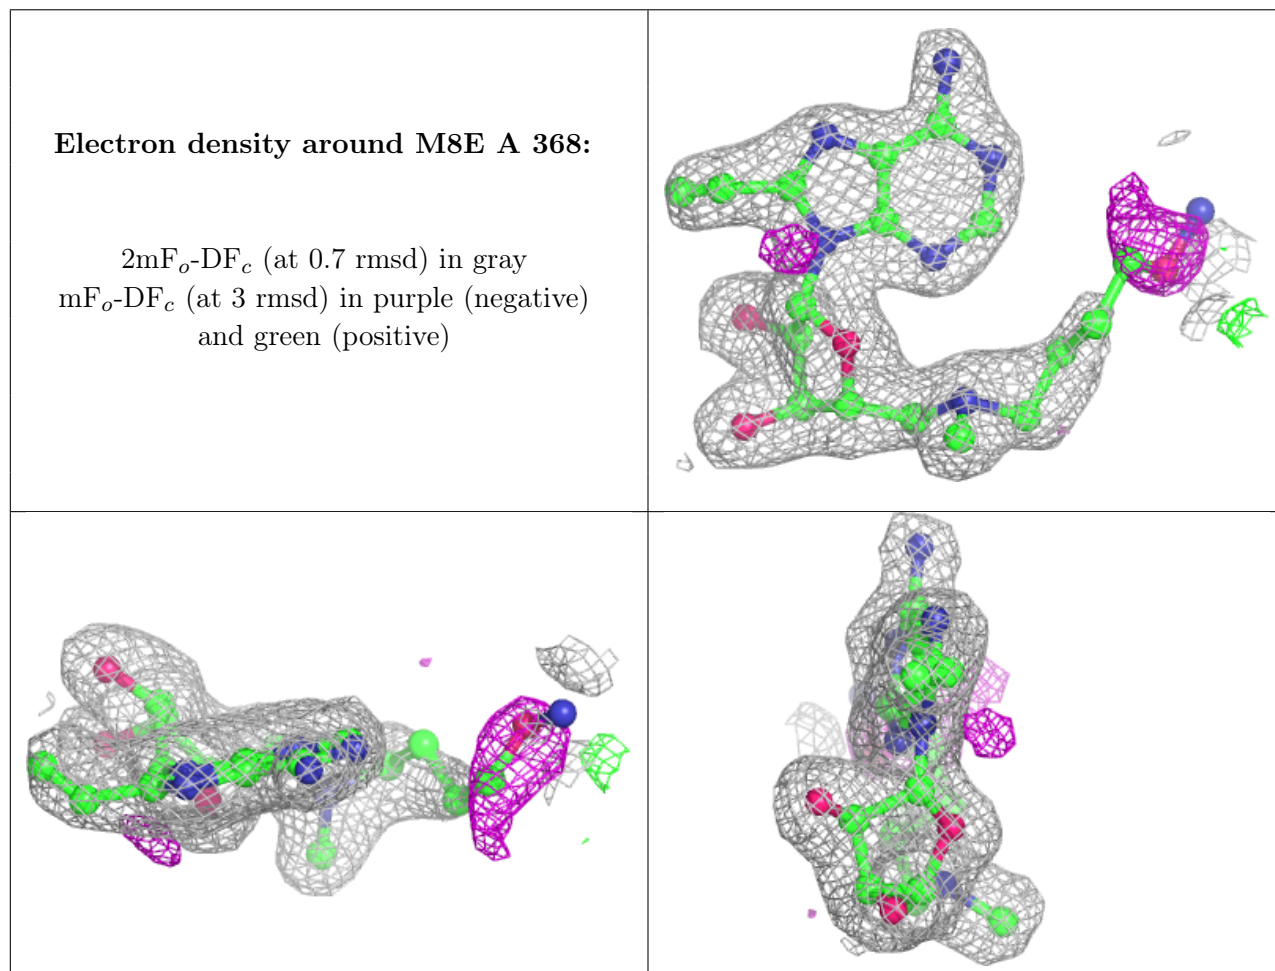 Electron density around M8E A 368:
2mFo-DFc (at 0.7 rmsd) in gray
mFo-DFc (at 3 rmsd) in purple (negative)
and green (positive)